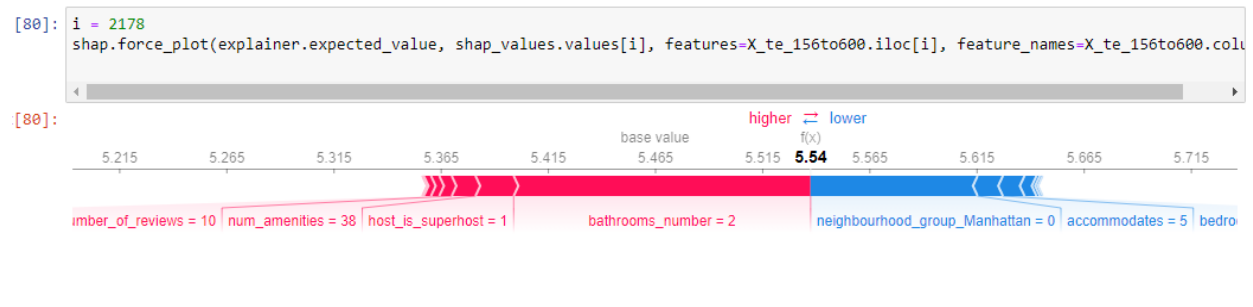 [80]: i = 2178
shap.force_plot(explainer.expected_value, shap_values.values[i], features=X_te_156to600.iloc[i], feature_names=X_te_156to600.colu
[80]:
higher ⇄ lower
base value f(x)
5.215 5.265 5.315 5.365 5.415 5.465 5.515 5.54 5.565 5.615 5.665 5.715
umber_of_reviews = 10 num_amenities = 38 host_is_superhost = 1 bathrooms_number = 2 neighbourhood_group_Manhattan = 0 accommodates = 5 bedro